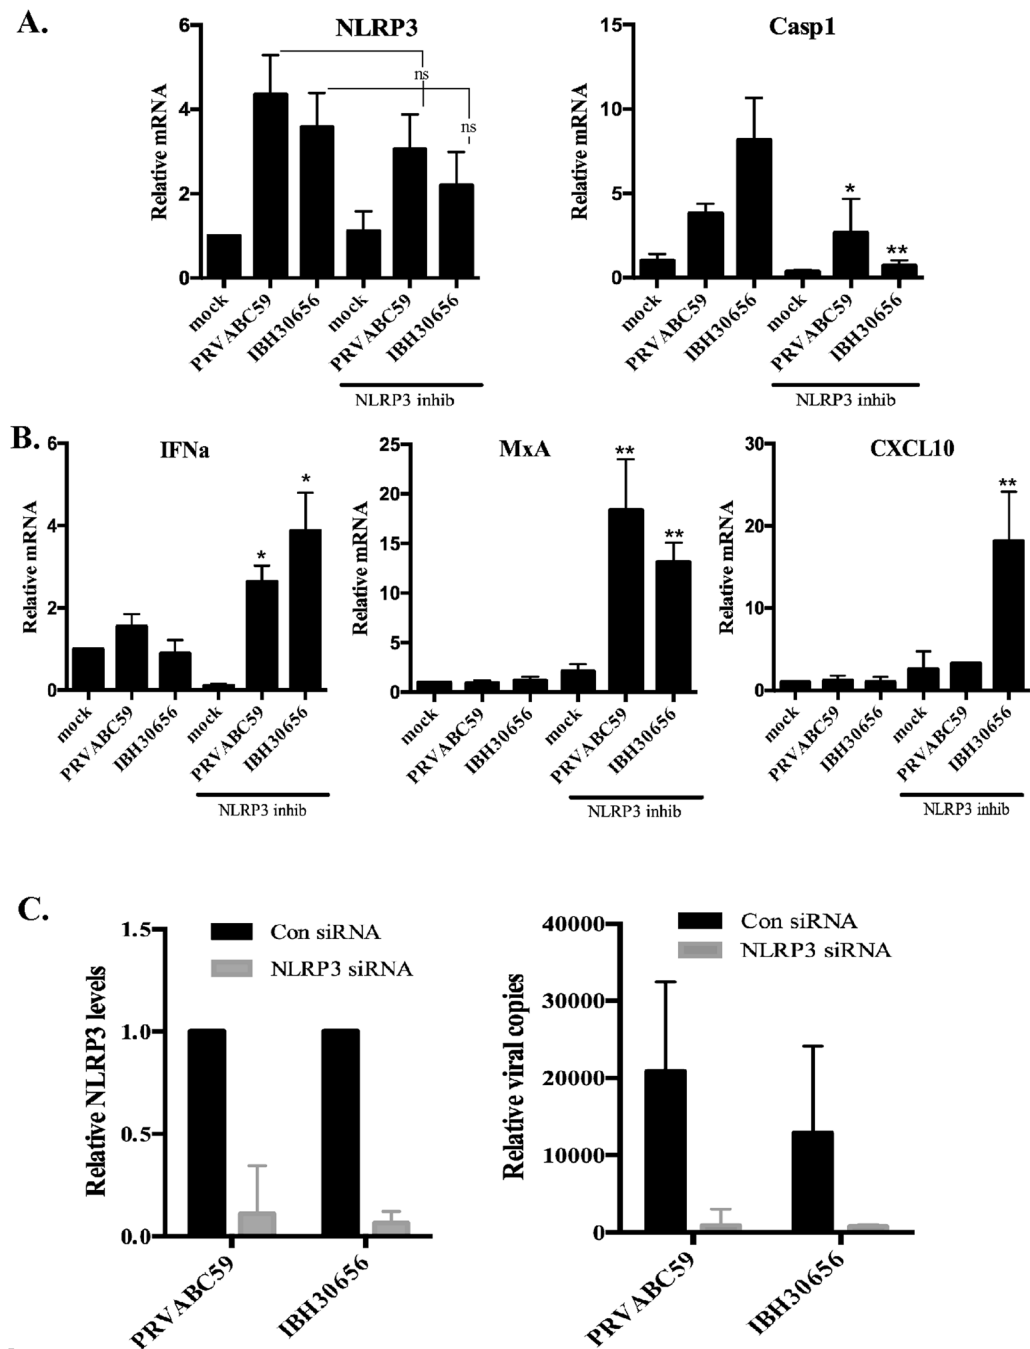 A.
NLRP3
Relative mRNA
6
4
2
0
ns
ns
mock
PRVABC59
IBH30656
mock
PRVABC59
IBH30656
NLRP3 inhib
Casp1
Relative mRNA
15
10
5
0
*
**
mock
PRVABC59
IBH30656
mock
PRVABC59
IBH30656
NLRP3 inhib
B.
IFNa
Relative mRNA
6
4
2
0
*
*
mock
PRVABC59
IBH30656
mock
PRVABC59
IBH30656
NLRP3 inhib
MxA
Relative mRNA
25
20
15
10
5
0
**
**
mock
PRVABC59
IBH30656
mock
PRVABC59
IBH30656
NLRP3 inhib
CXCL10
Relative mRNA
30
20
10
0
**
mock
PRVABC59
IBH30656
mock
PRVABC59
IBH30656
NLRP3 inhib
C.
Relative NLRP3 levels
1.5
1.0
0.5
0.0
Con siRNA
NLRP3 siRNA
PRVABC59
IBH30656
Relative viral copies
40000
30000
20000
10000
0
Con siRNA
NLRP3 siRNA
PRVABC59
IBH30656